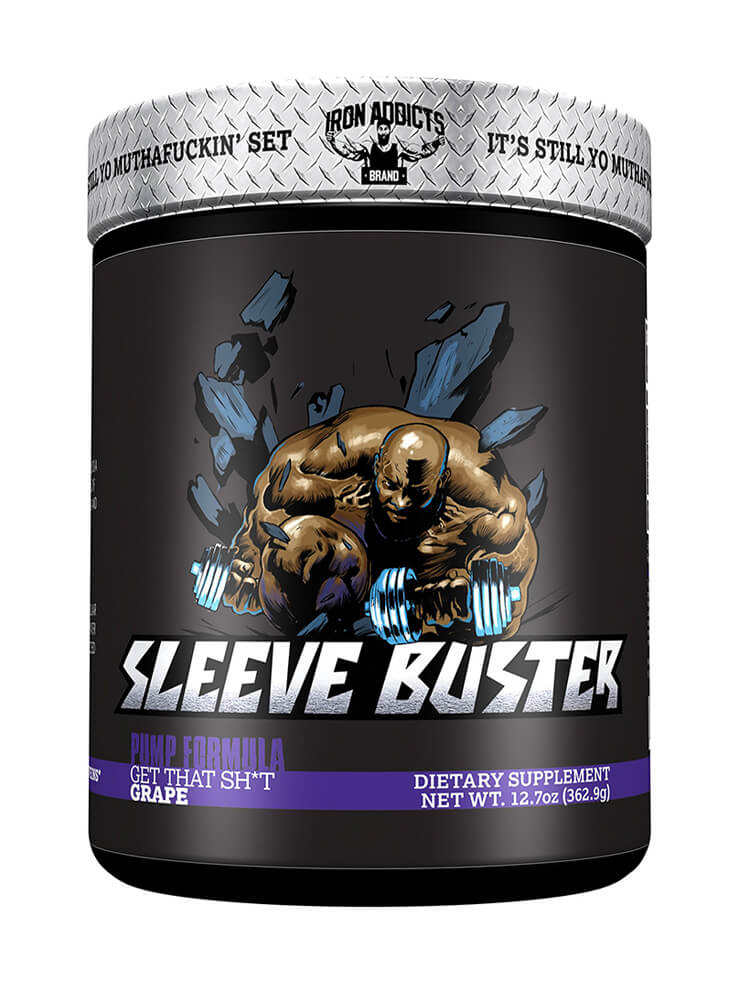 IRON ADDICTS
BRAND
STILL YO MUTHAFUCKIN' SET
IT'S STILL YO
SLEEVE BUSTER
PUMP FORMULA
GET THAT SH*T
GRAPE
DIETARY SUPPLEMENT
NET WT. 12.7oz (362.9g)